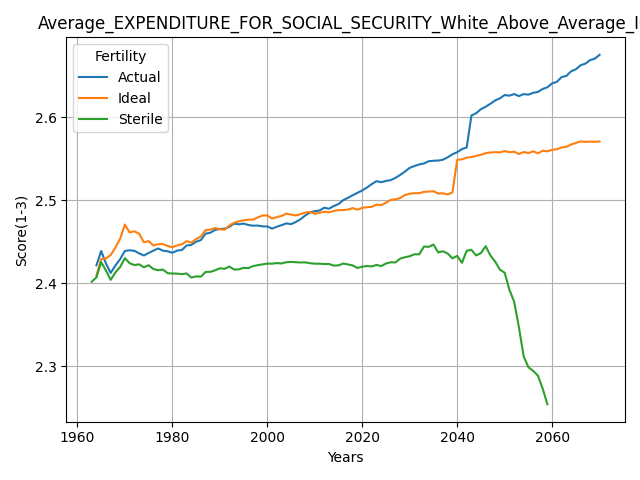 Average_EXPENDITURE_FOR_SOCIAL_SECURITY_White_Above_Average_I
Fertility
Actual
Ideal
Sterile
Score(1-3)
2.6
2.5
2.4
2.3
1960 1980 2000 2020 2040 2060
Years